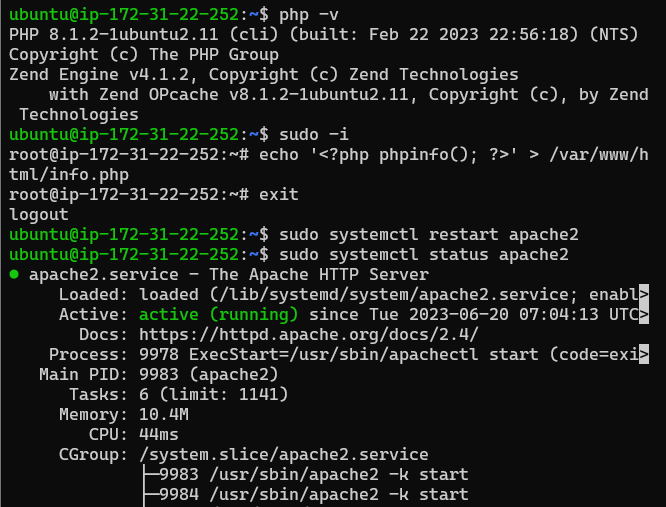 ubuntu@ip-172-31-22-252:~$ php -v
PHP 8.1.2-1ubuntu2.11 (cli) (built: Feb 22 2023 22:56:18) (NTS)
Copyright (c) The PHP Group
Zend Engine v4.1.2, Copyright (c) Zend Technologies
    with Zend OPcache v8.1.2-1ubuntu2.11, Copyright (c), by Zend
 Technologies
ubuntu@ip-172-31-22-252:~$ sudo -i
root@ip-172-31-22-252:~# echo '<?php phpinfo(); ?>' > /var/www/h
tml/info.php
root@ip-172-31-22-252:~# exit
logout
ubuntu@ip-172-31-22-252:~$ sudo systemctl restart apache2
ubuntu@ip-172-31-22-252:~$ sudo systemctl status apache2
● apache2.service - The Apache HTTP Server
     Loaded: loaded (/lib/systemd/system/apache2.service; enabl>
     Active: active (running) since Tue 2023-06-20 07:04:13 UTC>
       Docs: https://httpd.apache.org/docs/2.4/
    Process: 9978 ExecStart=/usr/sbin/apachectl start (code=exi>
   Main PID: 9983 (apache2)
      Tasks: 6 (limit: 1141)
     Memory: 10.4M
        CPU: 44ms
     CGroup: /system.slice/apache2.service
             ├─9983 /usr/sbin/apache2 -k start
             ├─9984 /usr/sbin/apache2 -k start